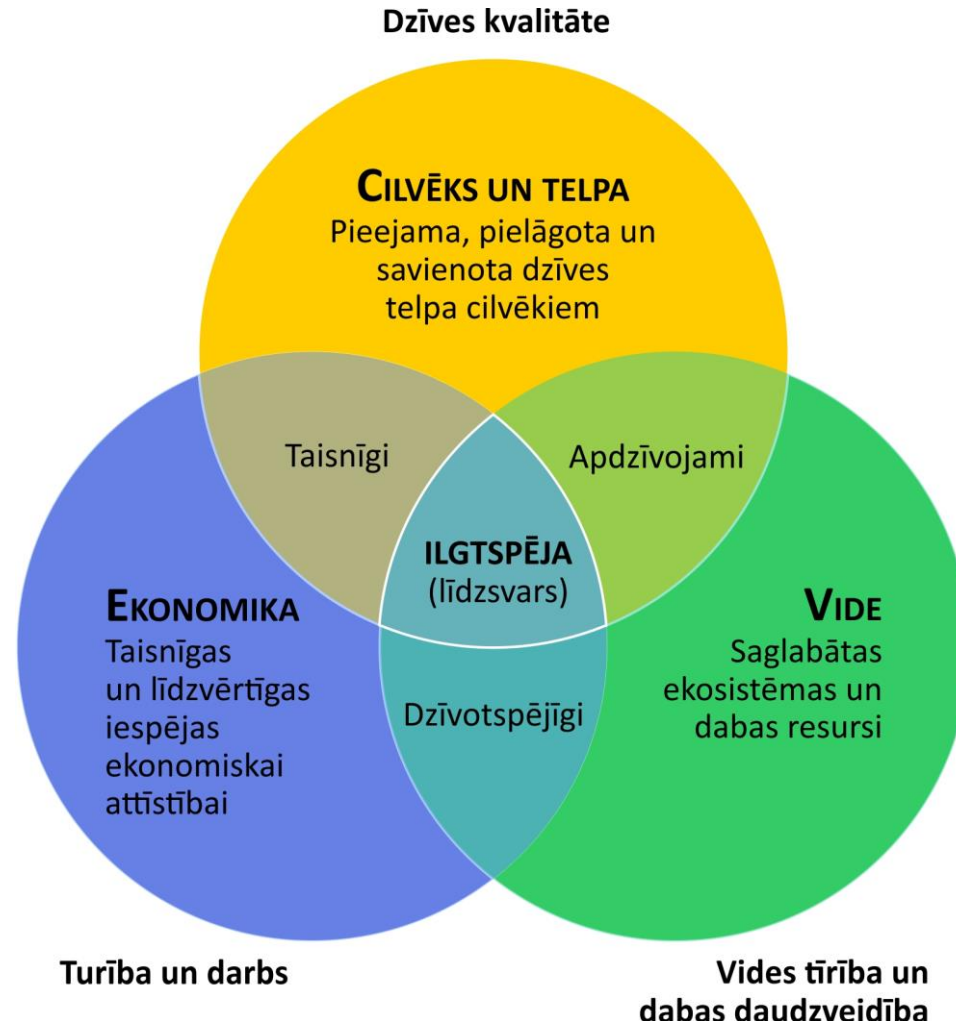 Dzīves kvalitāte
CILVĒKS UN TELPA
Pieejama, pielāgota un
savienota dzīves
telpa cilvēkiem
Taisnīgi
Apdzīvojami
ILGTSPĒJA
(līdzsvars)
EKONOMIKA
Taisnīgas
un līdzvērtīgas
iespējas
ekonomiskai
attīstībai
VIDE
Saglabātas
ekosistēmas un
dabas resursi
Dzīvotspējīgi
Turība un darbs
Vides tīrība un
dabas daudzveidība